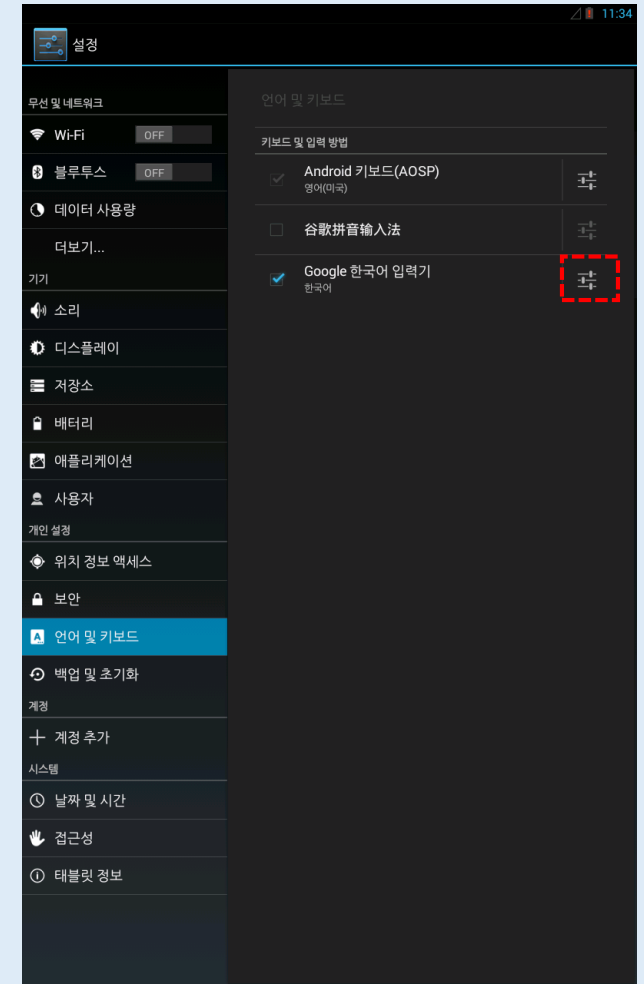 11:34
설정
무선 및 네트워크
Wi-Fi OFF
블루투스 OFF
데이터 사용량
더보기...
기기
소리
디스플레이
저장소
배터리
애플리케이션
사용자
개인 설정
위치 정보 액세스
보안
언어 및 키보드
백업 및 초기화
계정
계정 추가
시스템
날짜 및 시간
접근성
태블릿 정보
언어 및 키보드
키보드 및 입력 방법
Android 키보드(AOSP)
영어(미국)
谷歌拼音输入法
Google 한국어 입력기
한국어